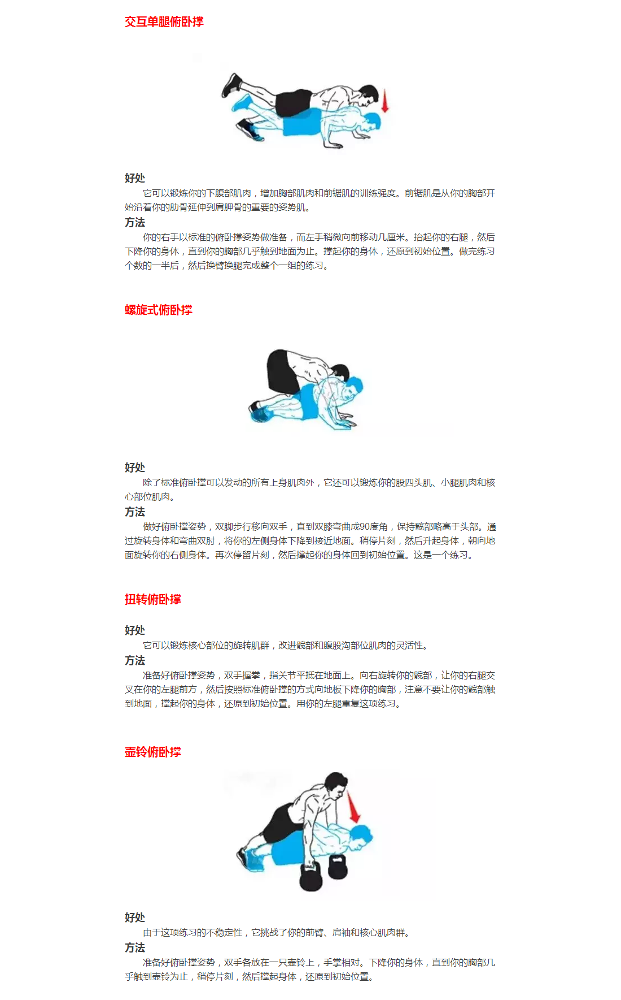 交互单腿俯卧撑
好处
它可以锻炼你的下腹部肌肉，增加胸部肌肉和前锯肌的训练强度。前锯肌是从你的胸部开
始沿着你的肋骨延伸到肩胛骨的重要的姿势肌。
方法
你的右手以标准的俯卧撑姿势做准备，而左手稍微向前移动几厘米。抬起你的右腿，然后
下降你的身体，直到你的胸部几乎触到地面为止。撑起你的身体，还原到初始位置。做完练习
个数的一半后，然后换臂换腿完成整个一组的练习。
螺旋式俯卧撑
好处
除了标准俯卧撑可以发动的所有上身肌肉外，它还可以锻炼你的股四头肌、小腿肌肉和核
心部位肌肉。
方法
做好俯卧撑姿势，双脚步行移向双手，直到双膝弯曲成90度角，保持髋部略高于头部。通
过旋转身体和弯曲双肘，将你的左侧身体下降到接近地面。稍停片刻，然后升起身体，朝向地
面旋转你的右侧身体。再次停留片刻，然后撑起你的身体回到初始位置。这是一个练习。
扭转俯卧撑
好处
它可以锻炼核心部位的旋转肌群，改进髋部和腹股沟部位肌肉的灵活性。
方法
准备好俯卧撑姿势，双手握拳，指关节平抵在地面上。向右旋转你的髋部，让你的右腿交
叉在你的左腿前方，然后按照标准俯卧撑的方式向地板下降你的胸部，注意不要让你的髋部触
到地面，撑起你的身体，还原到初始位置。用你的左腿重复这项练习。
壶铃俯卧撑
好处
由于这项练习的不稳定性，它挑战了你的前臂、肩袖和核心肌肉群。
方法
准备好俯卧撑姿势，双手各放在一只壶铃上，手掌相对。下降你的身体，直到你的胸部几
乎触到壶铃为止，稍停片刻，然后撑起身体，还原到初始位置。